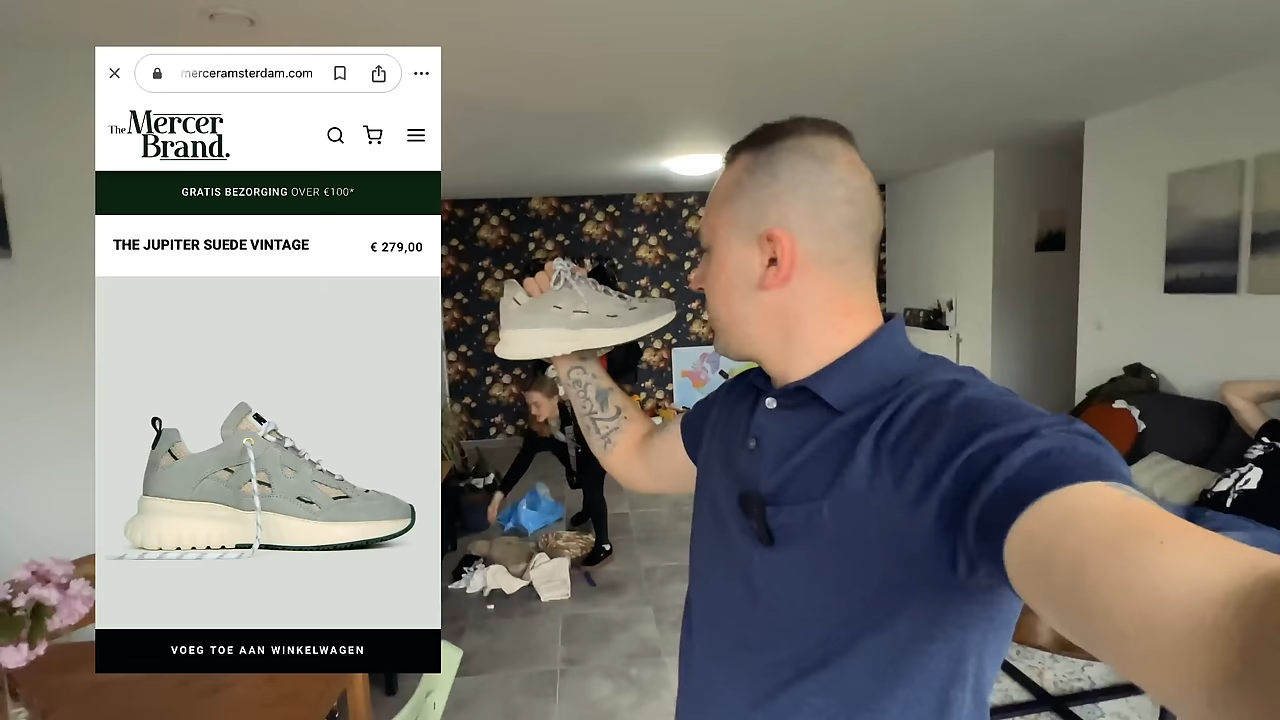 merceramsterdam.com
The Mercer
Brand.
GRATIS BEZORGING OVER €100*
THE JUPITER SUEDE VINTAGE
€ 279,00
VOEG TOE AAN WINKELWAGEN